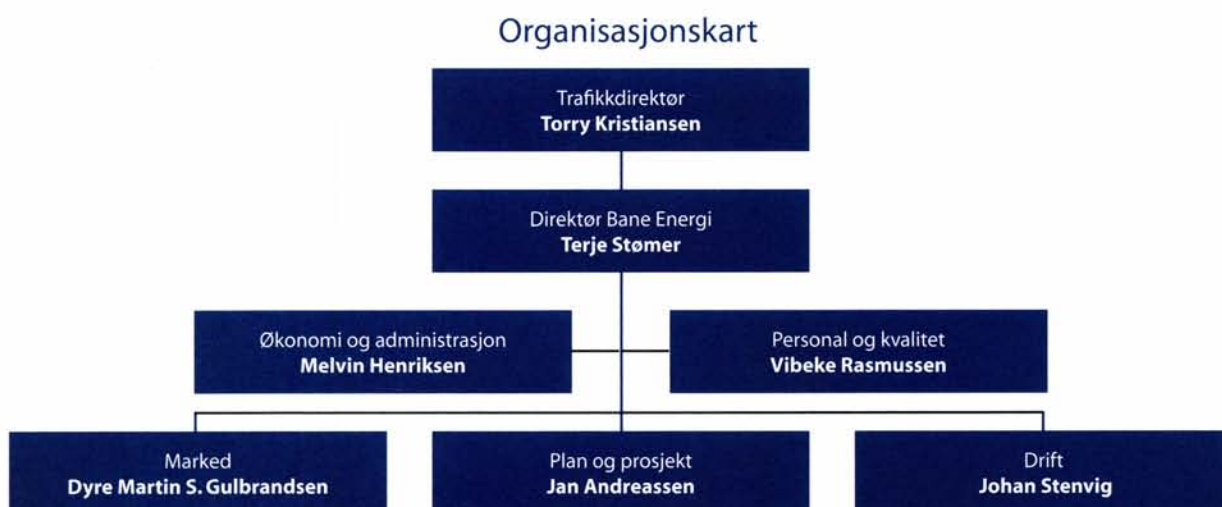 Organisasjonskart
Trafikkdirektør
Torry Kristiansen
Direktør Bane Energi
Terje Stømer
Økonomi og administrasjon
Melvin Henriksen
Personal og kvalitet
Vibeke Rasmussen
Marked
Dyre Martin S. Gulbrandsen
Plan og prosjekt
Jan Andreassen
Drift
Johan Stenvig